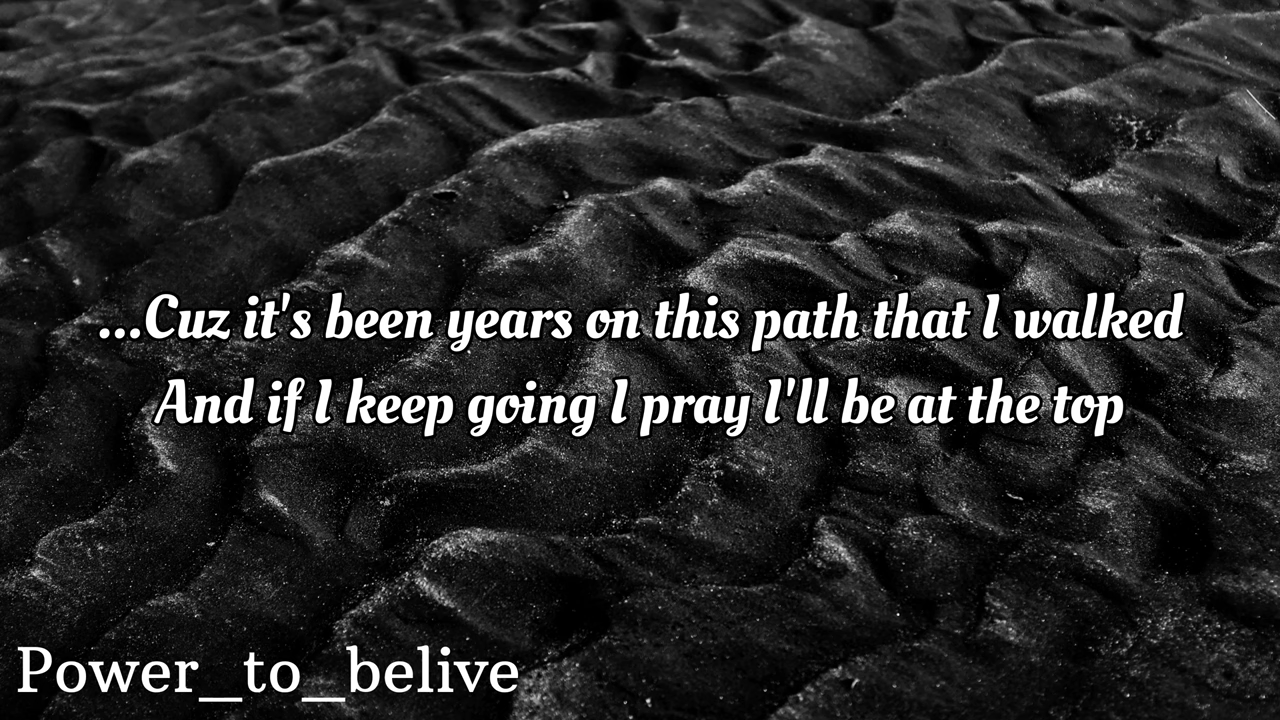 ...Cuz it's been years on this path that I walked
And if I keep going I pray I'll be at the top
Power_to_belive